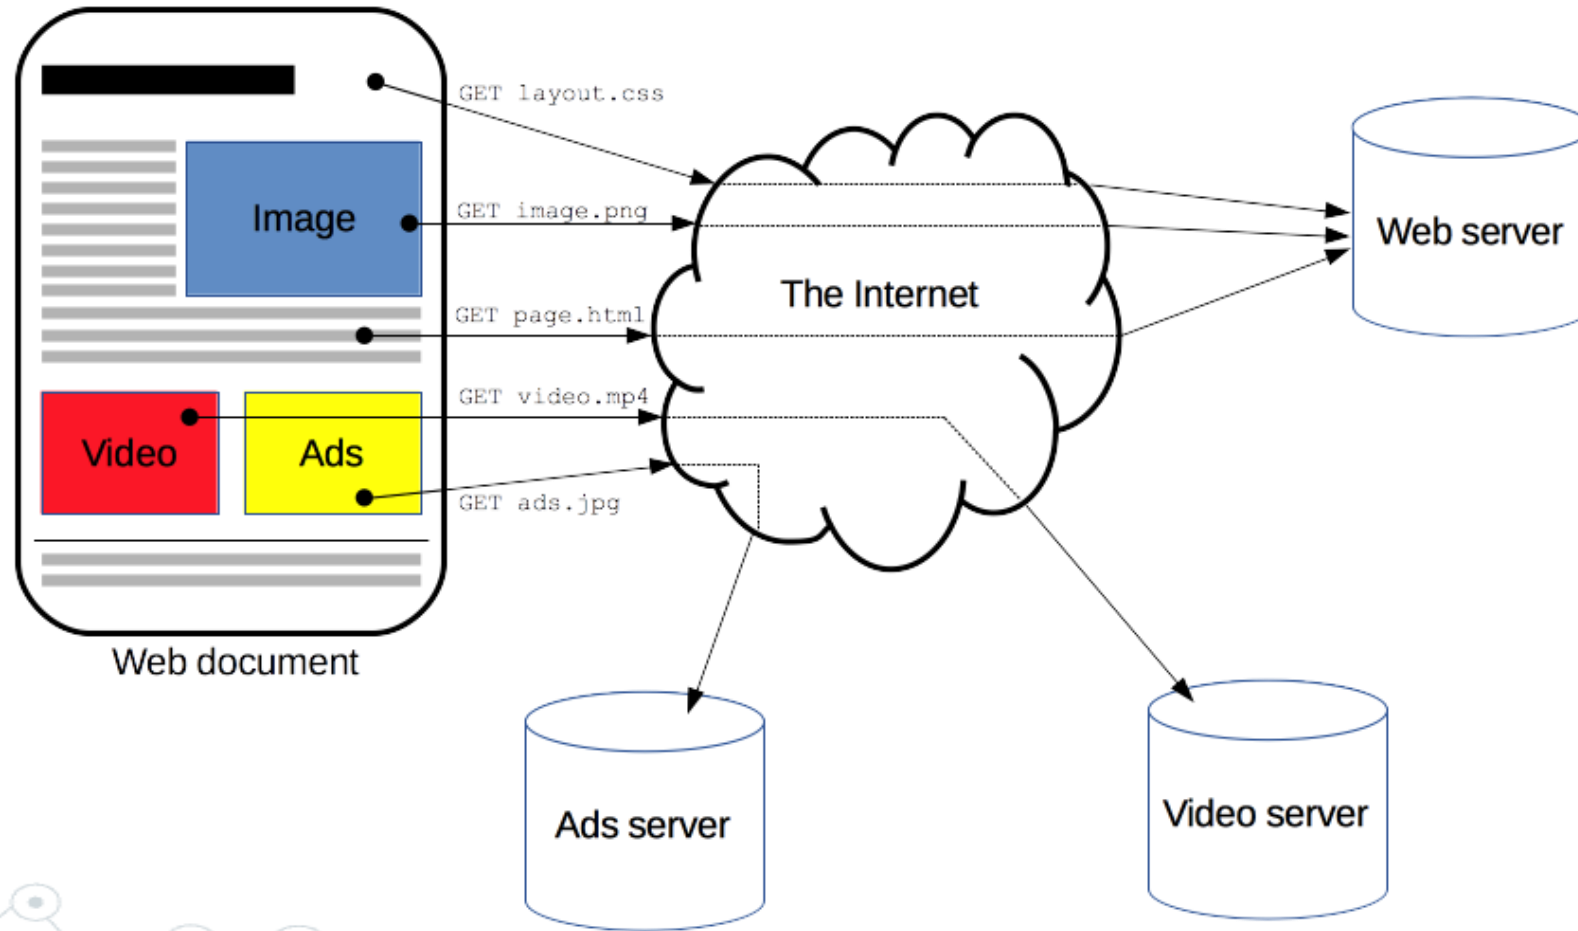 GET layout.css
Image
GET image.png
Web server
The Internet
GET page.html
GET video.mp4
Video
Ads
GET ads.jpg
Web document
Ads server
Video server